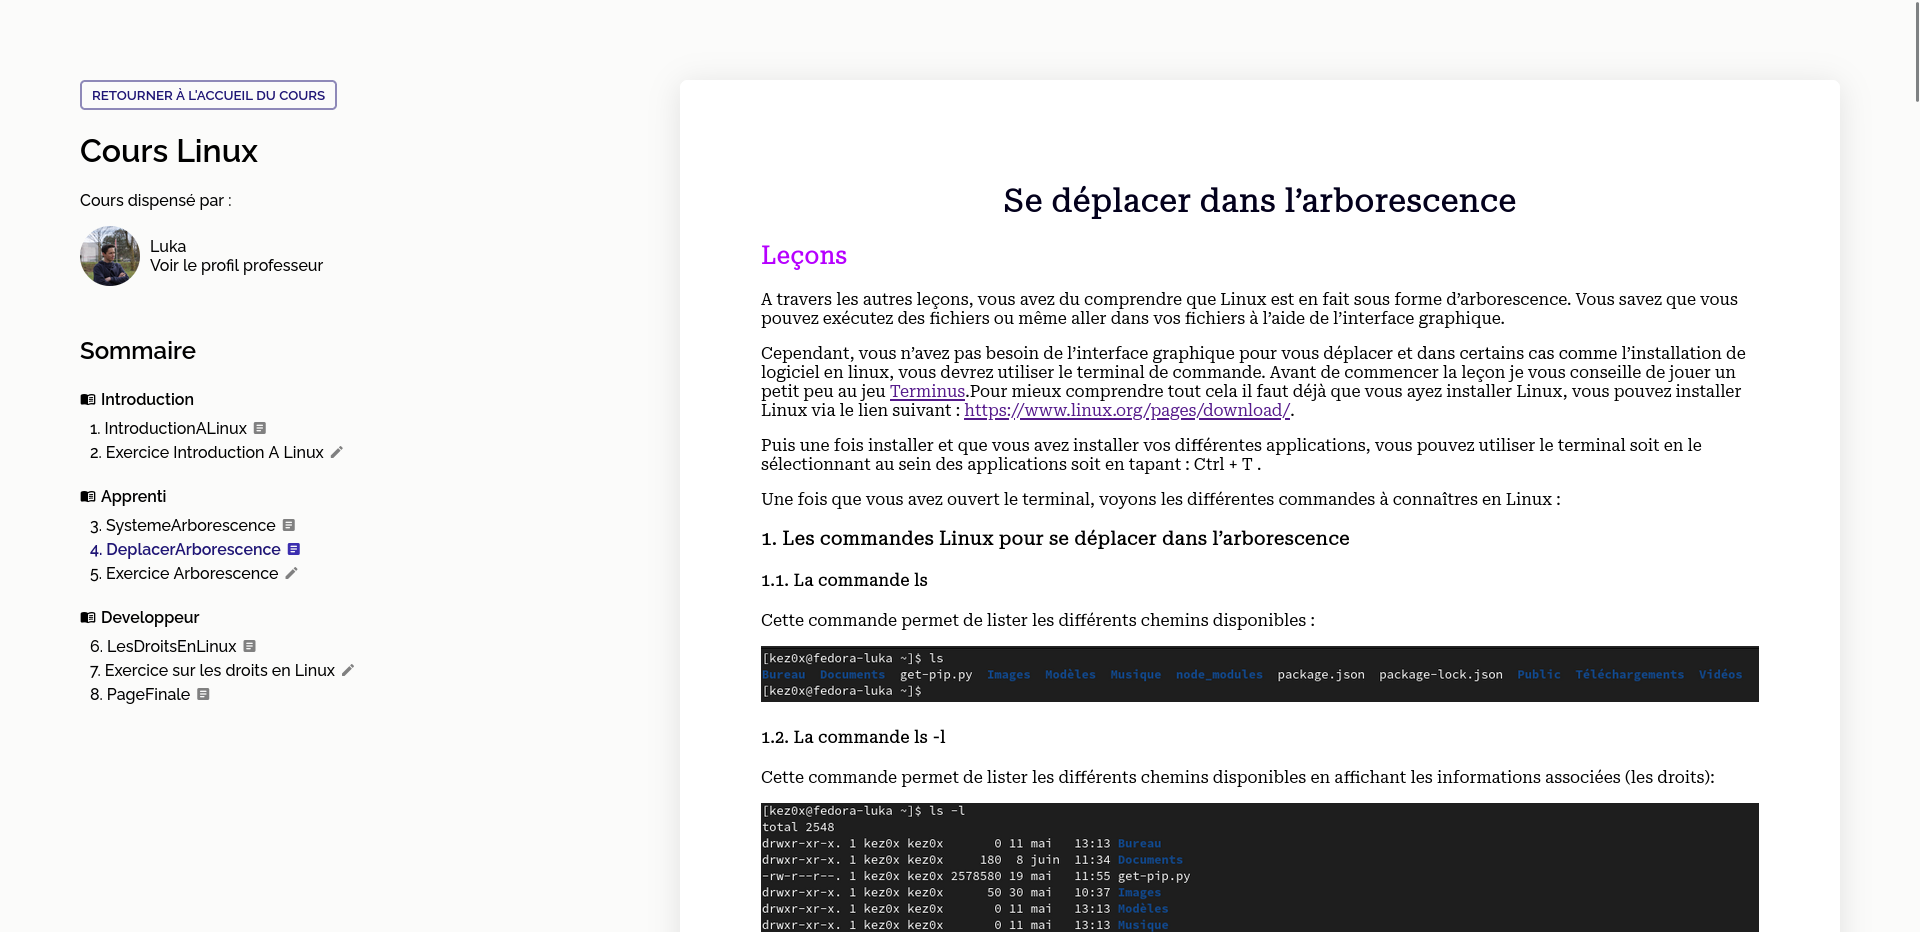 RETOURNER À L'ACCUEIL DU COURS
Cours Linux
Cours dispensé par :
Luka
Voir le profil professeur
Sommaire
Introduction
1. IntroductionALinux
2. Exercice Introduction A Linux
Apprenti
3. SystemeArborescence
4. DeplacerArborescence
5. Exercice Arborescence
Developpeur
6. LesDroitsEnLinux
7. Exercice sur les droits en Linux
8. PageFinale
Se déplacer dans l’arborescence
Leçons
A travers les autres leçons, vous avez du comprendre que Linux est en fait sous forme d’arborescence. Vous savez que vous
pouvez exécutez des fichiers ou même aller dans vos fichiers à l’aide de l’interface graphique.
Cependant, vous n’avez pas besoin de l’interface graphique pour vous déplacer et dans certains cas comme l’installation de
logiciel en linux, vous devrez utiliser le terminal de commande. Avant de commencer la leçon je vous conseille de jouer un
petit peu au jeu Terminus.Pour mieux comprendre tout cela il faut déjà que vous ayez installer Linux, vous pouvez installer
Linux via le lien suivant : https://www.linux.org/pages/download/.
Puis une fois installer et que vous avez installer vos différentes applications, vous pouvez utiliser le terminal soit en le
sélectionnant au sein des applications soit en tapant : Ctrl + T .
Une fois que vous avez ouvert le terminal, voyons les différentes commandes à connaîtres en Linux :
1. Les commandes Linux pour se déplacer dans l’arborescence
1.1. La commande ls
Cette commande permet de lister les différents chemins disponibles :
[kez0x@fedora-luka ~]$ ls
Bureau  Documents  get-pip.py  Images  Modèles  Musique  node_modules  package.json  package-lock.json  Public  Téléchargements  Vidéos
[kez0x@fedora-luka ~]$
1.2. La commande ls -l
Cette commande permet de lister les différents chemins disponibles en affichant les informations associées (les droits):
[kez0x@fedora-luka ~]$ ls -l
total 2548
drwxr-xr-x. 1 kez0x kez0x       0 11 mai   13:13 Bureau
drwxr-xr-x. 1 kez0x kez0x     180  8 juin  11:34 Documents
-rw-r--r--. 1 kez0x kez0x 2578580 19 mai   11:55 get-pip.py
drwxr-xr-x. 1 kez0x kez0x      50 30 mai   10:37 Images
drwxr-xr-x. 1 kez0x kez0x       0 11 mai   13:13 Modèles
drwxr-xr-x. 1 kez0x kez0x       0 11 mai   13:13 Musique